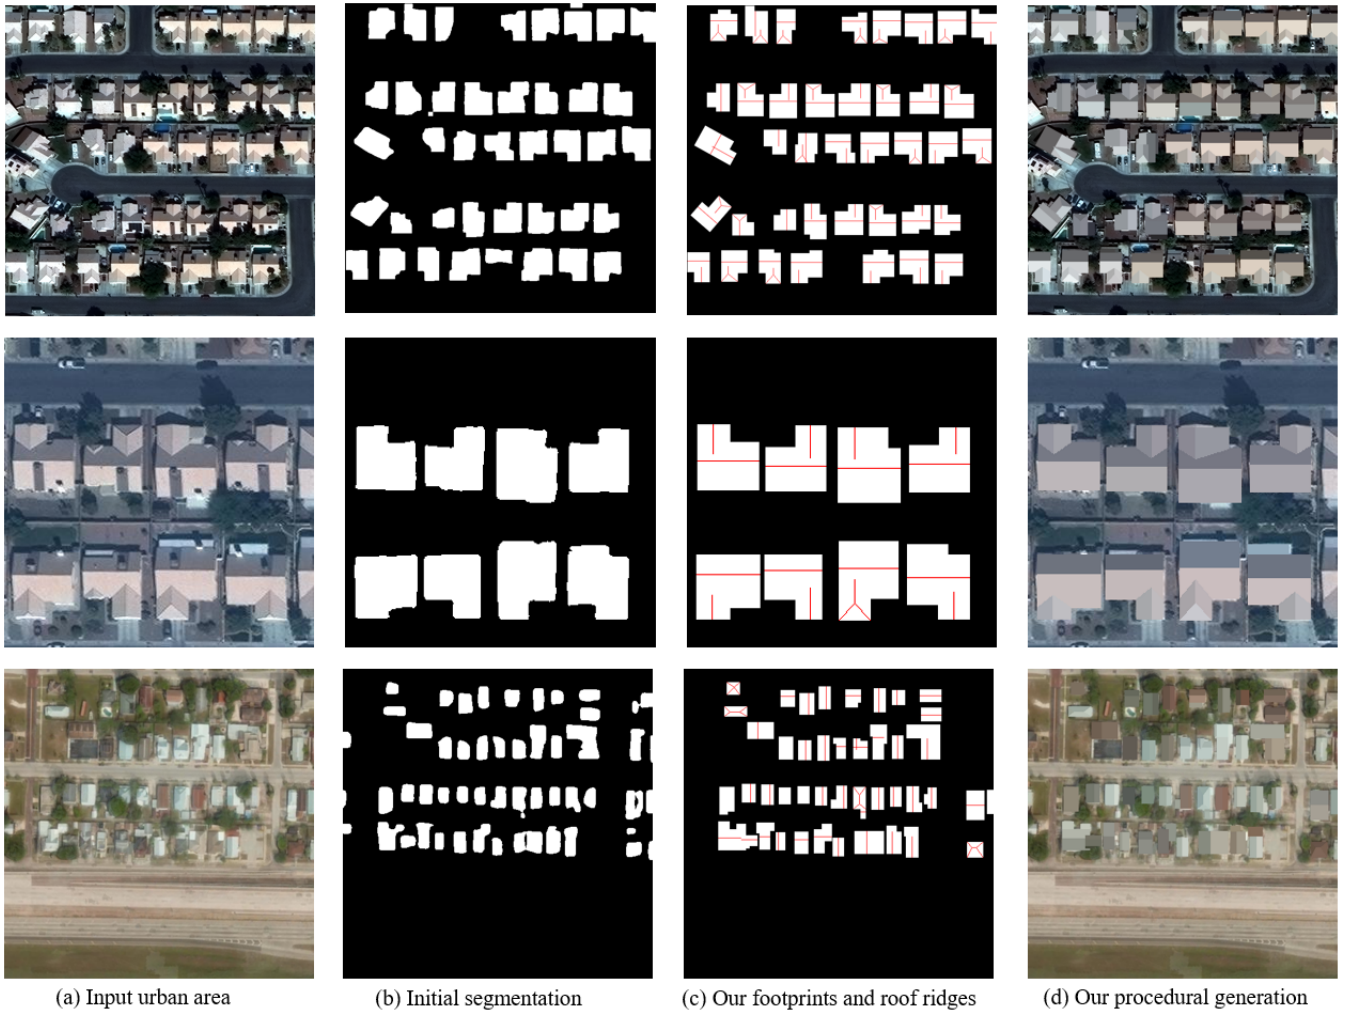 (a) Input urban area
(b) Initial segmentation
(c) Our footprints and roof ridges
(d) Our procedural generation